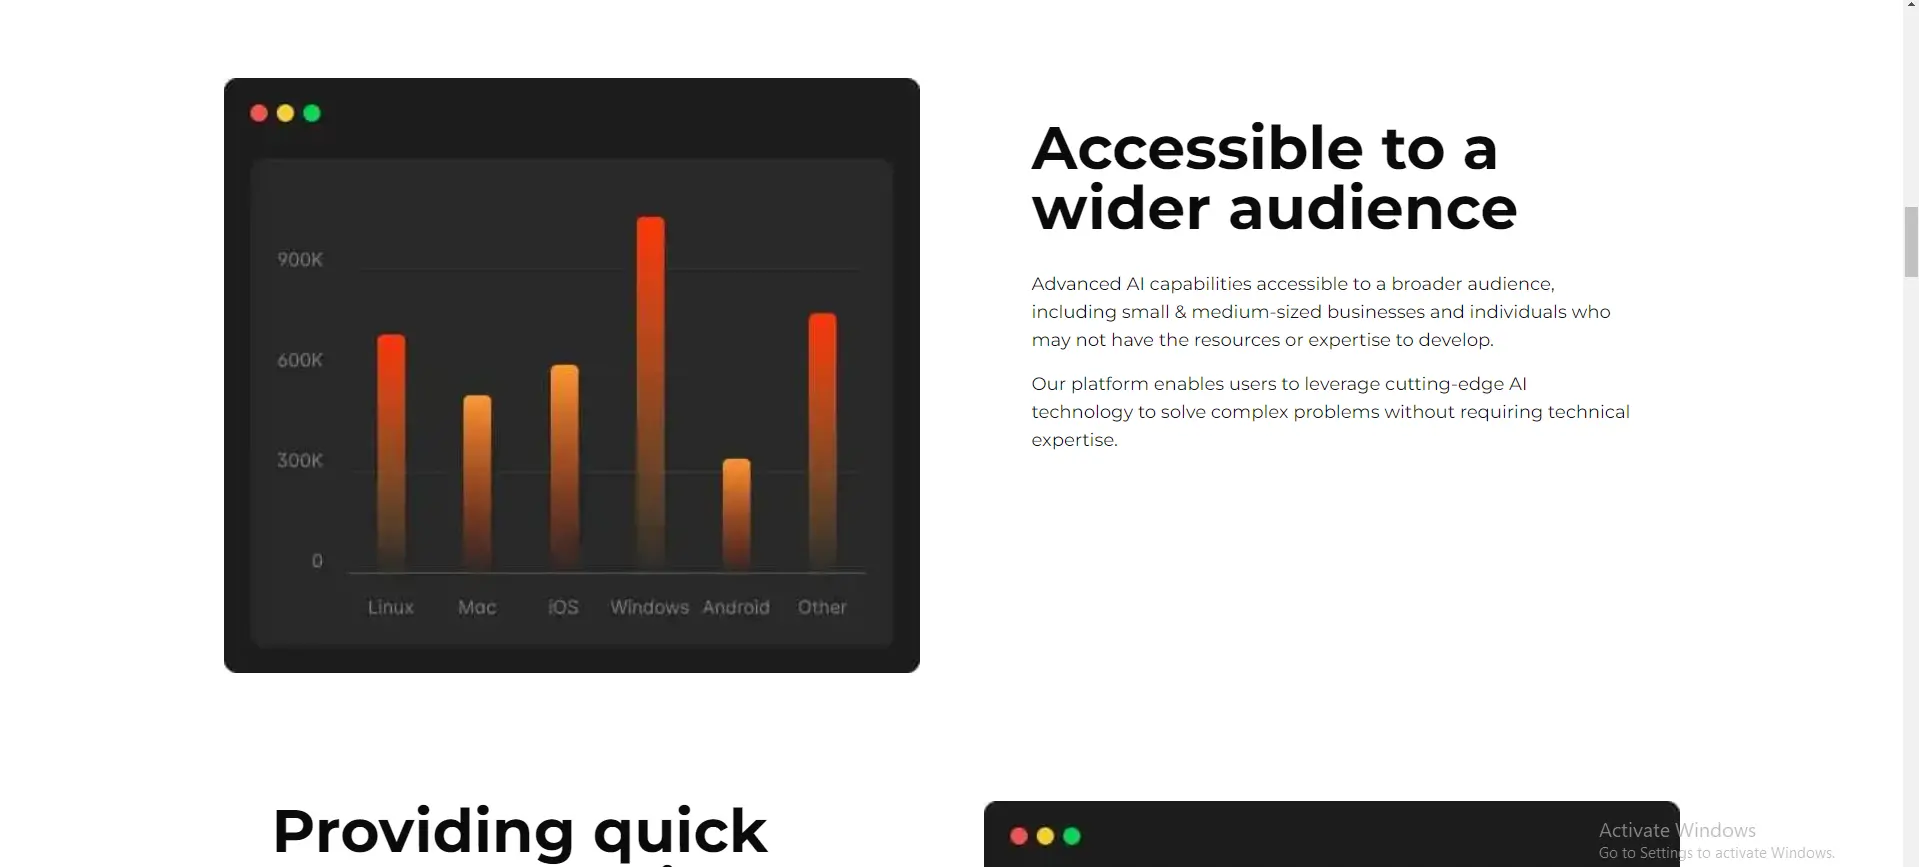 900K
600K
300K
0
Linux Mac iOS Windows Android Other
Accessible to a
wider audience
Advanced AI capabilities accessible to a broader audience,
including small & medium-sized businesses and individuals who
may not have the resources or expertise to develop.
Our platform enables users to leverage cutting-edge AI
technology to solve complex problems without requiring technical
expertise.
Providing quick
Activate Windows
Go to Settings to activate Windows.